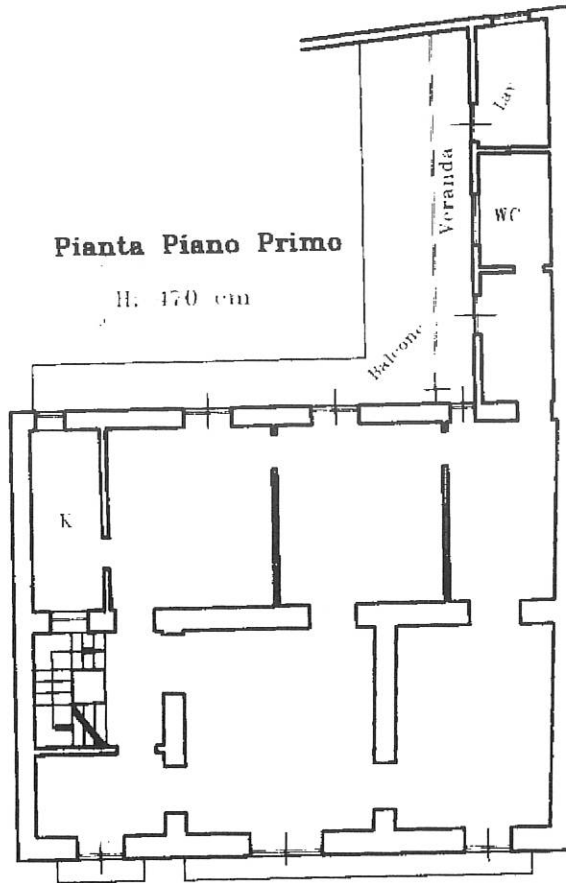 Lav
Veranda
WC
Pianta Piano Primo
H: 470 cm
Balcone
K